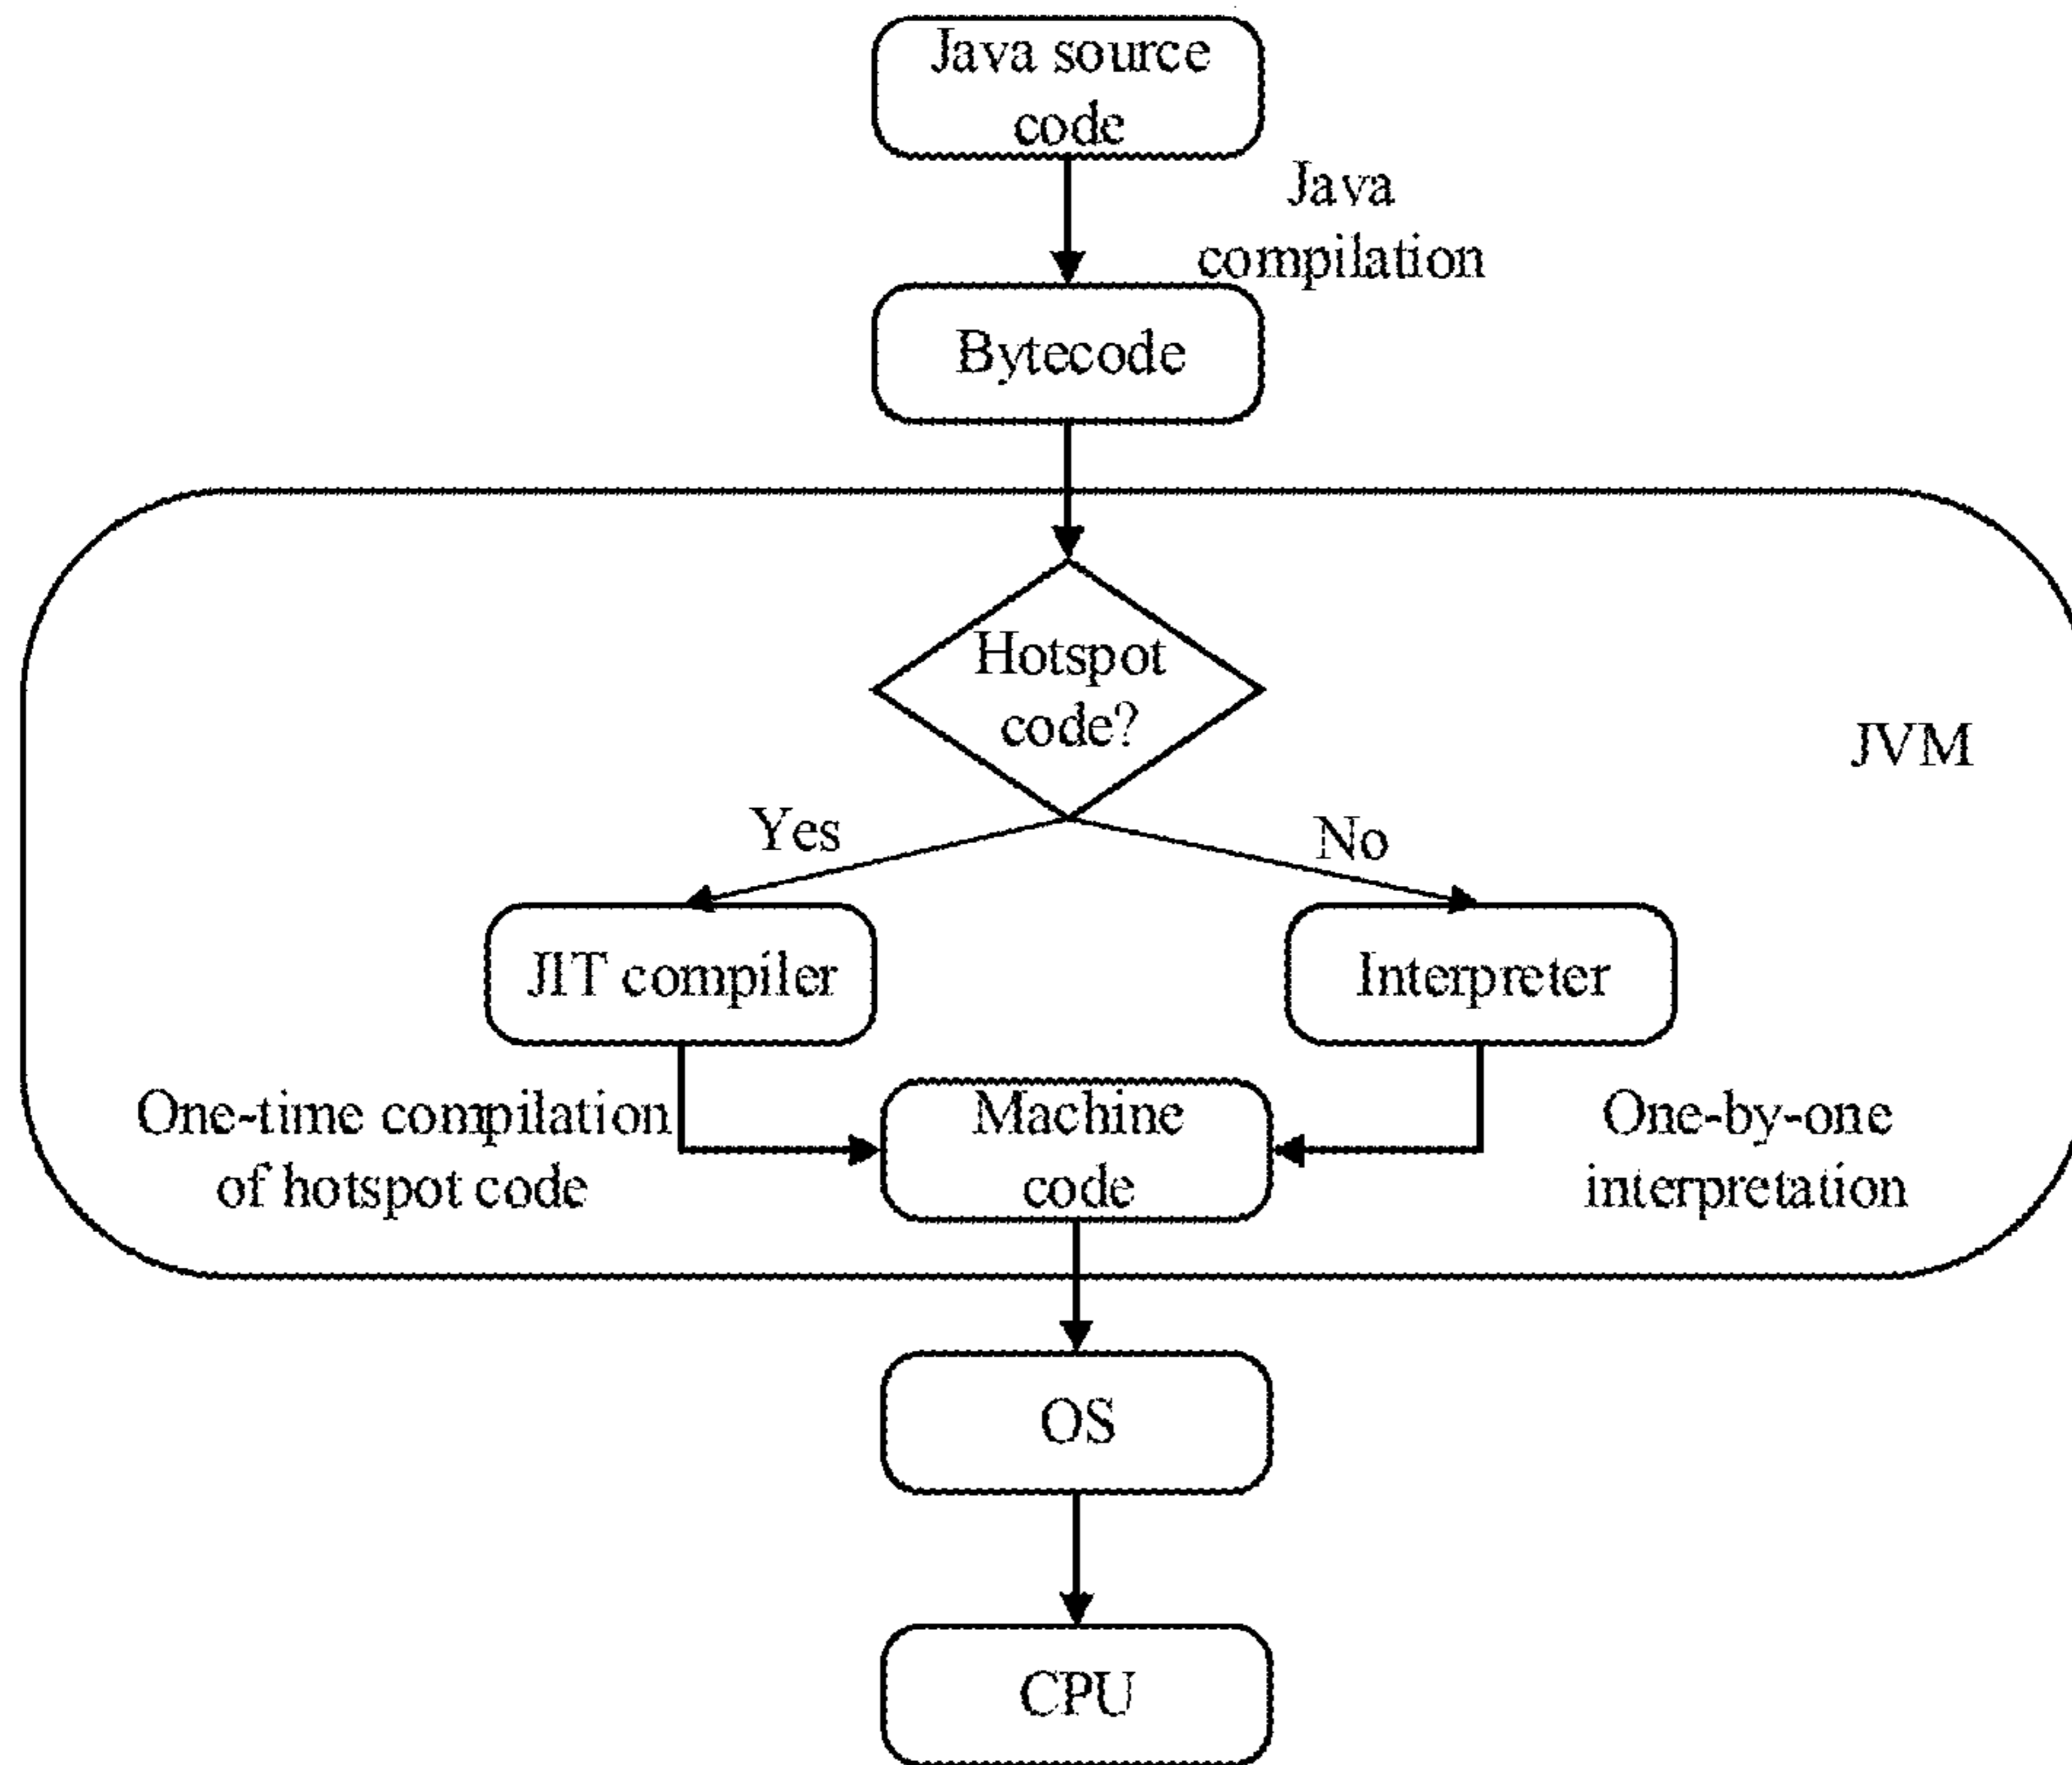 Java source
code
Java
compilation
Bytecode
Hotspot
code?
JVM
Yes
No
JIT compiler
Interpreter
One-time compilation
of hotspot code
Machine
code
One-by-one
interpretation
OS
CPU